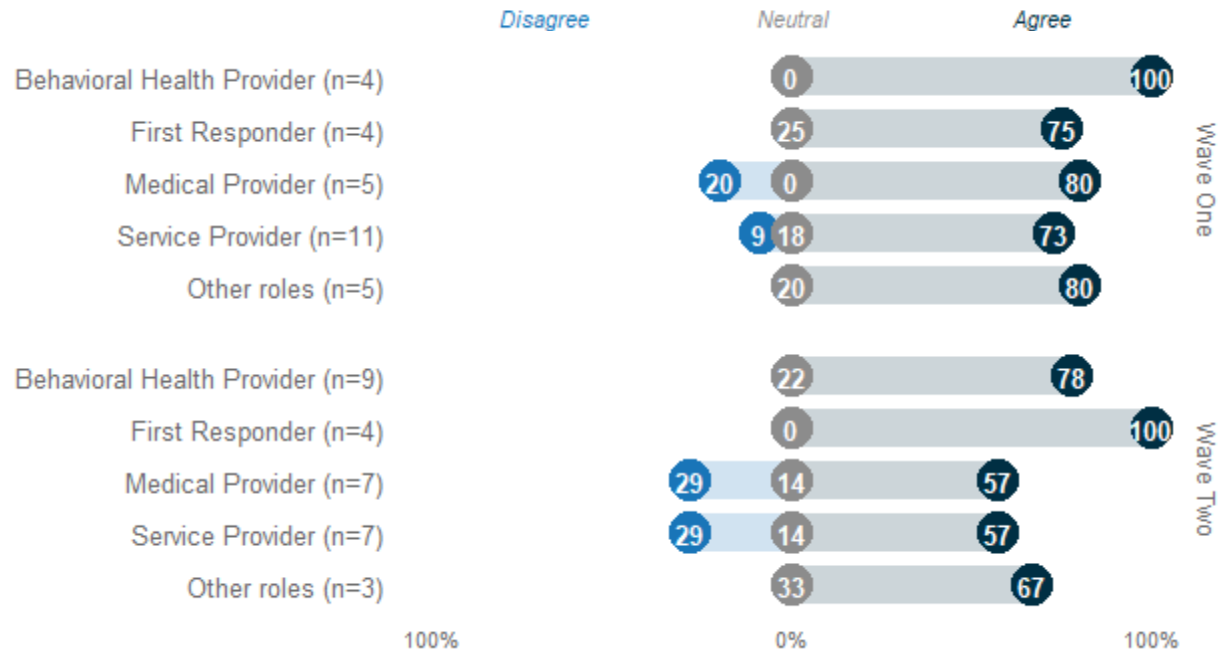 Disagree Neutral Agree
Behavioral Health Provider (n=4) 0 100
First Responder (n=4) 25 75
Medical Provider (n=5) 20 0 80
Service Provider (n=11) 9 18 73
Other roles (n=5) 20 80
Wave One
Behavioral Health Provider (n=9) 22 78
First Responder (n=4) 0 100
Medical Provider (n=7) 29 14 57
Service Provider (n=7) 29 14 57
Other roles (n=3) 33 67
Wave Two
100% 0% 100%